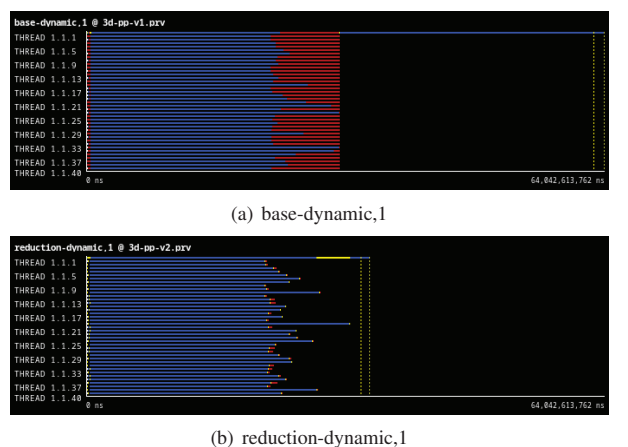 base-dynamic,1 @ 3d-pp-v1.prv
THREAD 1.1.1
THREAD 1.1.5
THREAD 1.1.9
THREAD 1.1.13
THREAD 1.1.17
THREAD 1.1.21
THREAD 1.1.25
THREAD 1.1.29
THREAD 1.1.33
THREAD 1.1.37
THREAD 1.1.40
0 ns 64,042,613,762 ns
(a) base-dynamic,1
reduction-dynamic,1 @ 3d-pp-v2.prv
THREAD 1.1.1
THREAD 1.1.5
THREAD 1.1.9
THREAD 1.1.13
THREAD 1.1.17
THREAD 1.1.21
THREAD 1.1.25
THREAD 1.1.29
THREAD 1.1.33
THREAD 1.1.37
THREAD 1.1.40
0 ns 64,042,613,762 ns
(b) reduction-dynamic,1